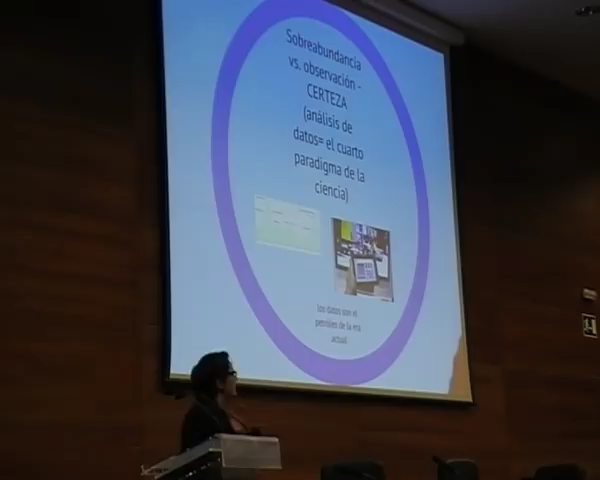 Sobreabundancia
vs. observación -
CERTEZA
(análisis de
datos= el cuarto
paradigma de la
ciencia)
los datos son el
petróleo de la era
actual